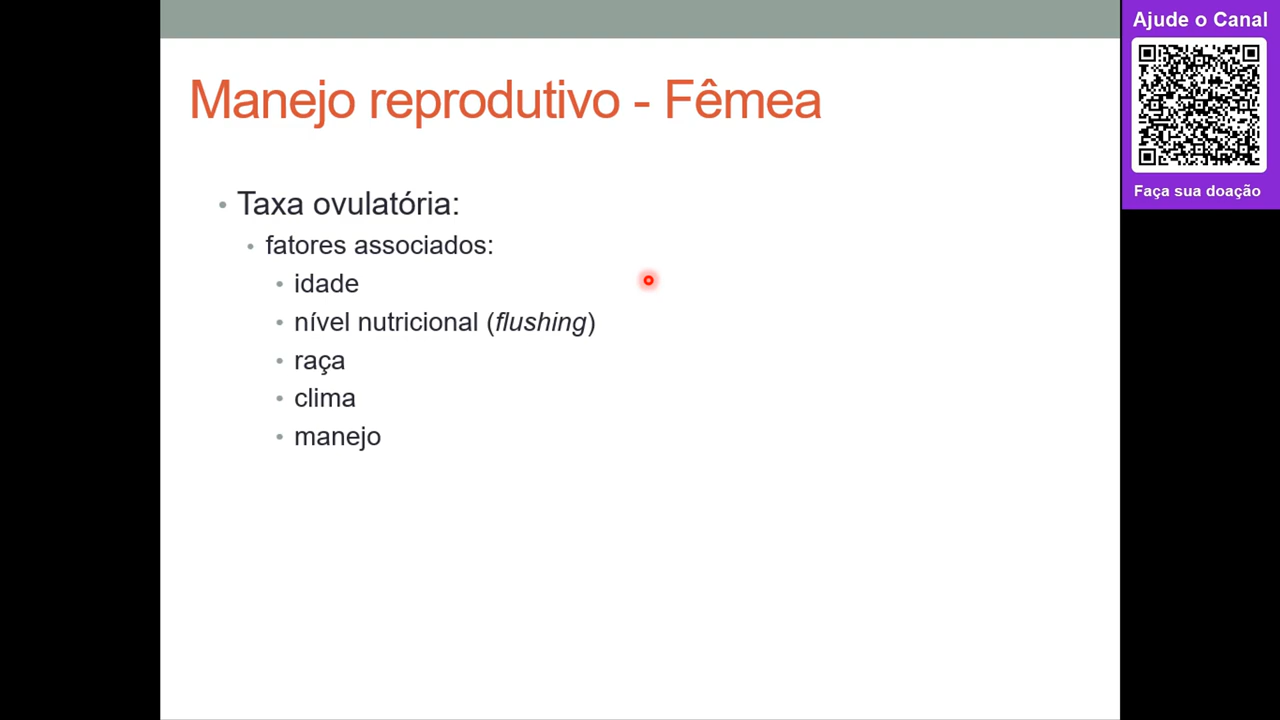 Manejo reprodutivo - Fêmea
Taxa ovulatória:
fatores associados:
idade
nível nutricional (flushing)
raça
clima
manejo
Ajude o Canal
Faça sua doação